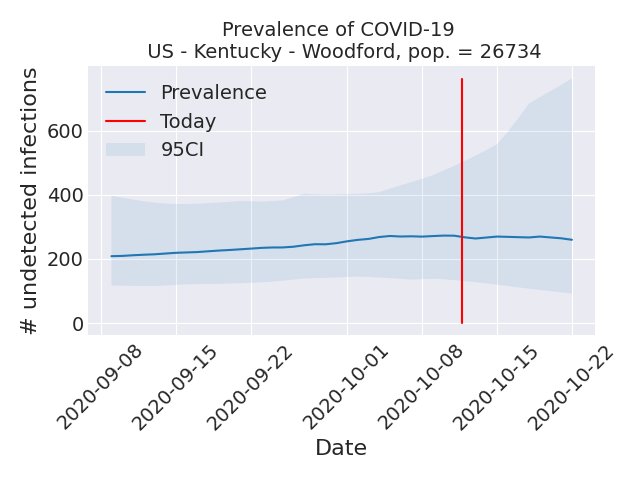 Prevalence of COVID-19
US - Kentucky - Woodford, pop. = 26734
# undetected infections
600
400
200
0
Prevalence
Today
95CI
2020-09-08
2020-09-15
2020-09-22
2020-10-01
2020-10-08
2020-10-15
2020-10-22
Date